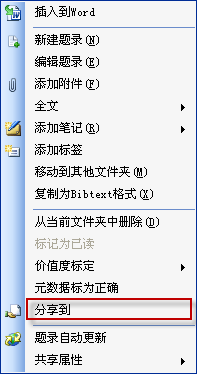 插入到Word
新建题录(N)
编辑题录(E)
添加附件(F)
全文
添加笔记(R)
添加标签
移动到其他文件夹(M)
复制为Bibtext格式(X)
从当前文件夹中删除(D)
标记为已读
价值度标定
元数据标为正确
分享到
题录自动更新
共享属性